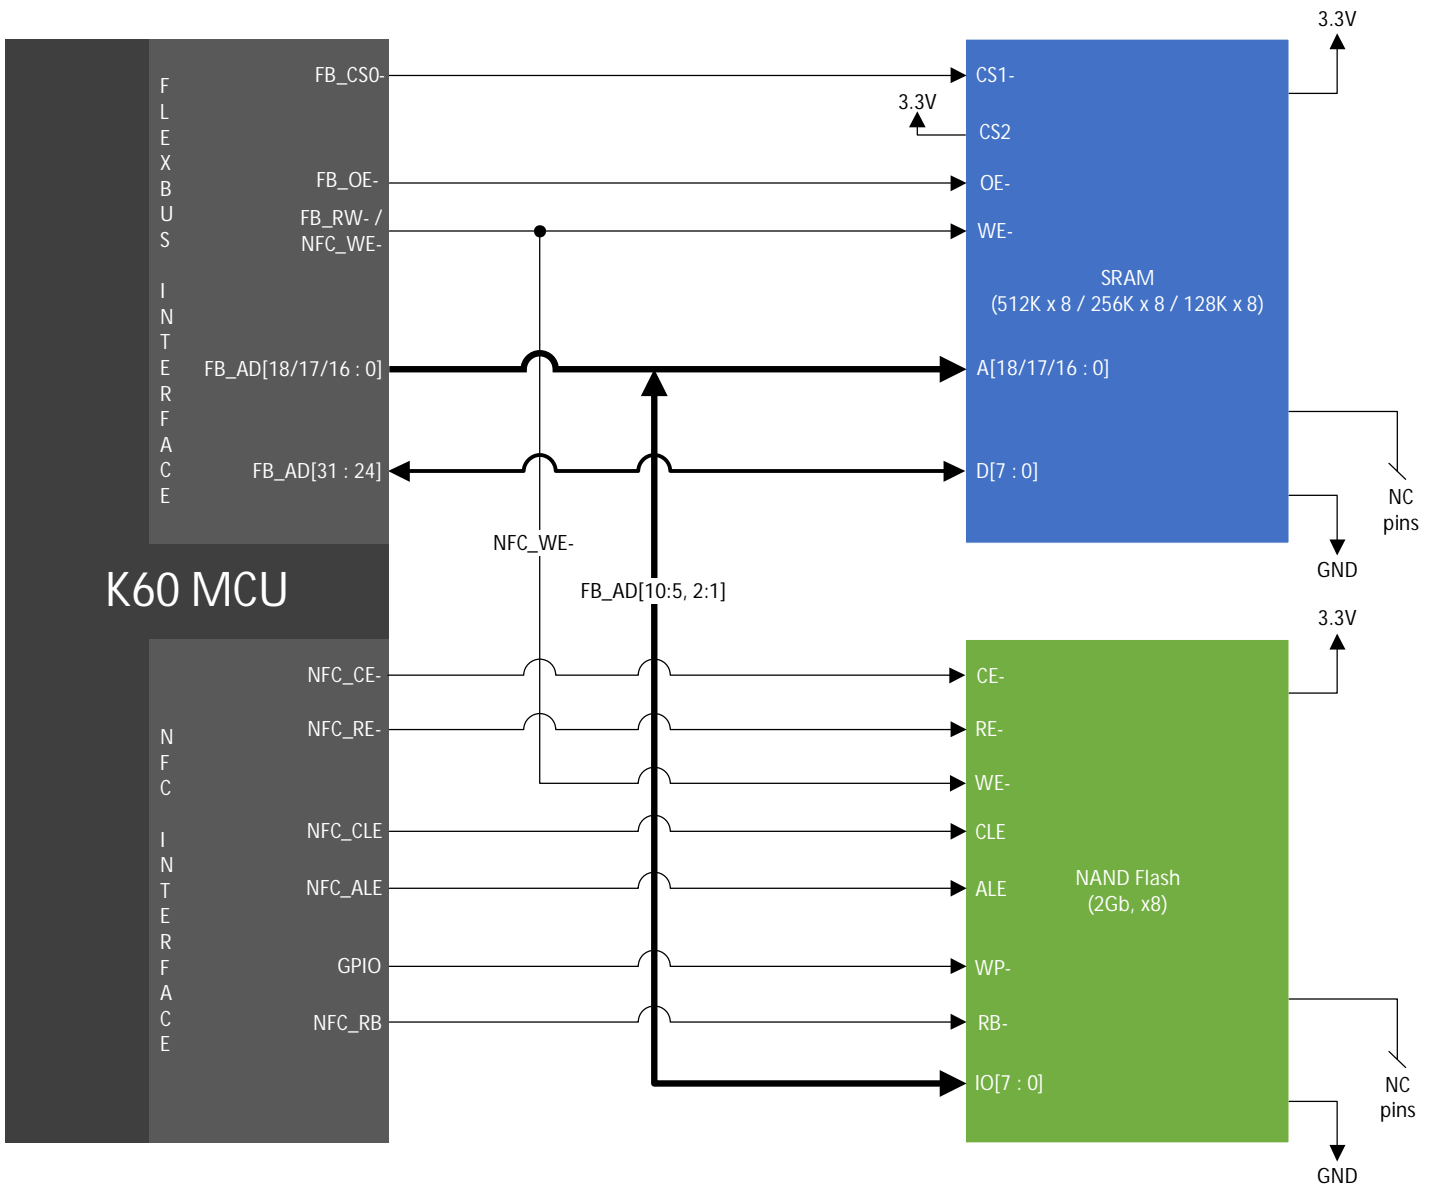 3.3V
FB_CS0-
CS1-
3.3V
CS2
FB_OE-
OE-
FB_RW- /
NFC_WE-
WE-
FLEXBUS INTERFACE
SRAM
(512K x 8 / 256K x 8 / 128K x 8)
FB_AD[18/17/16 : 0]
A[18/17/16 : 0]
FB_AD[31 : 24]
D[7 : 0]
NC
pins
NFC_WE-
GND
K60 MCU
FB_AD[10:5, 2:1]
3.3V
NFC_CE-
CE-
NFC_RE-
RE-
WE-
NFC INTERFACE
NFC_CLE
CLE
NFC_ALE
ALE
NAND Flash
(2Gb, x8)
GPIO
WP-
NFC_RB
RB-
IO[7 : 0]
NC
pins
GND